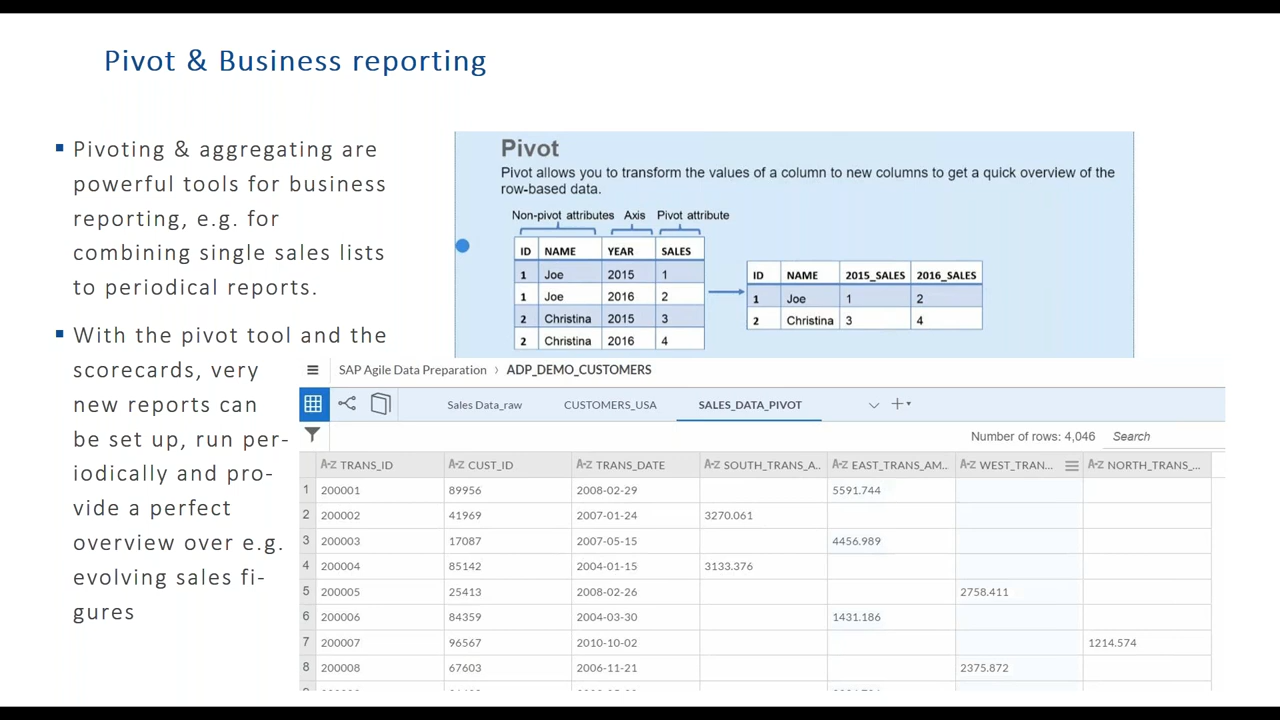 Pivot & Business reporting
▪ Pivoting & aggregating are
powerful tools for business
reporting, e.g. for
combining single sales lists
to periodical reports.
▪ With the pivot tool and the
scorecards, very
new reports can
be set up, run per-
iodically and pro-
vide a perfect
overview over e.g.
evolving sales fi-
gures
Pivot
Pivot allows you to transform the values of a column to new columns to get a quick overview of the
row-based data.
Non-pivot attributes Axis Pivot attribute
ID NAME YEAR SALES
1 Joe 2015 1
1 Joe 2016 2
2 Christina 2015 3
2 Christina 2016 4
ID NAME 2015_SALES 2016_SALES
1 Joe 1 2
2 Christina 3 4
SAP Agile Data Preparation › ADP_DEMO_CUSTOMERS
Sales Data_raw CUSTOMERS_USA SALES_DATA_PIVOT
Number of rows: 4,046 Search
A-Z TRANS_ID A-Z CUST_ID A-Z TRANS_DATE A-Z SOUTH_TRANS_A... A-Z EAST_TRANS_AM... A-Z WEST_TRAN... A-Z NORTH_TRANS_...
1 200001 89956 2008-02-29 5591.744
2 200002 41969 2007-01-24 3270.061
3 200003 17087 2007-05-15 4456.989
4 200004 85142 2004-01-15 3133.376
5 200005 25413 2008-02-26 2758.411
6 200006 84359 2004-03-30 1431.186
7 200007 96567 2010-10-02 1214.574
8 200008 67603 2006-11-21 2375.872